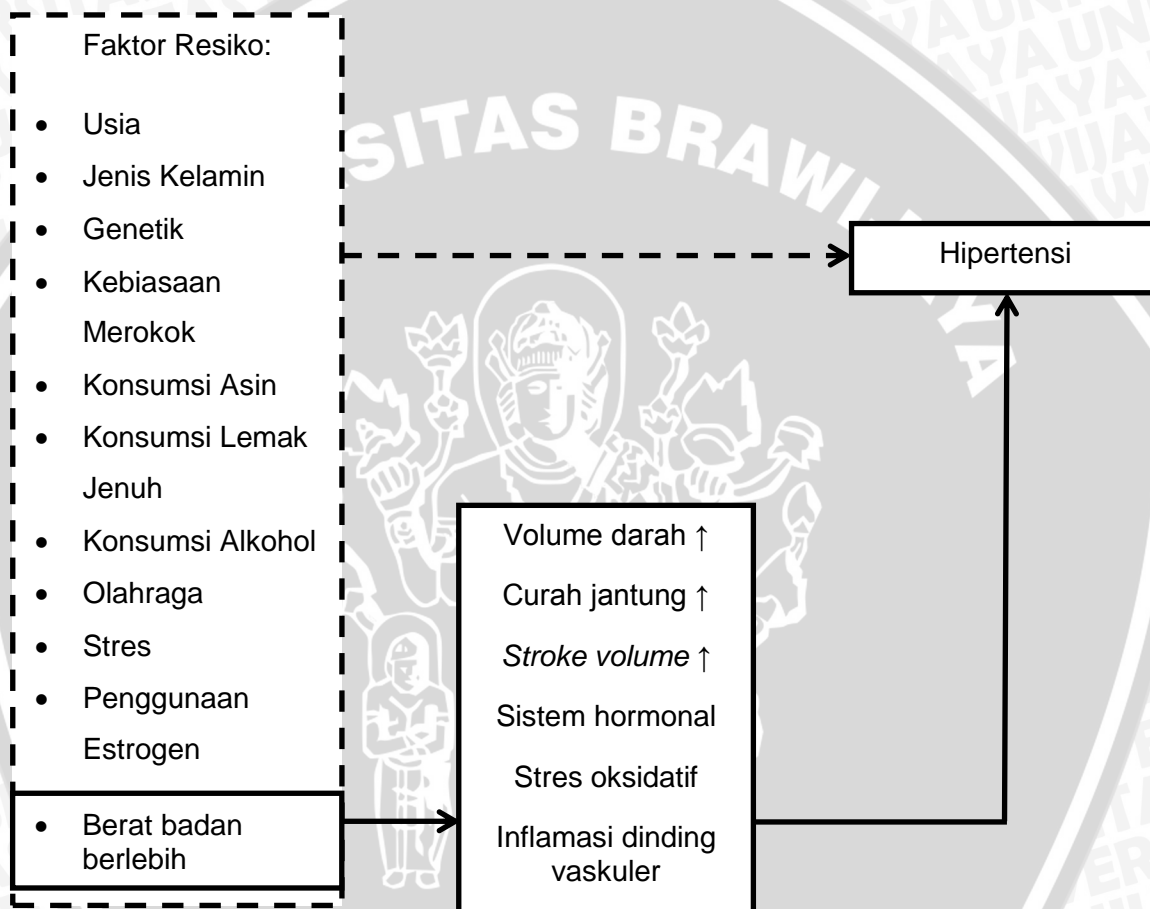 Faktor Resiko:
• Usia
• Jenis Kelamin
• Genetik
• Kebiasaan
Merokok
• Konsumsi Asin
• Konsumsi Lemak
Jenuh
• Konsumsi Alkohol
• Olahraga
• Stres
• Penggunaan
Estrogen
• Berat badan
berlebih
Volume darah ↑
Curah jantung ↑
Stroke volume ↑
Sistem hormonal
Stres oksidatif
Inflamasi dinding
vaskuler
Hipertensi
SITAS BRAWIJAYA